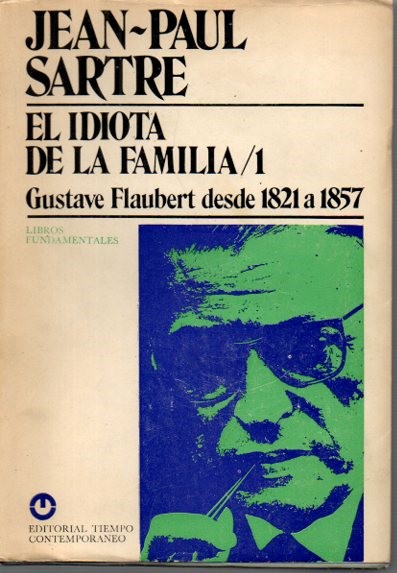 JEAN-PAUL
SARTRE
EL IDIOTA
DE LA FAMILIA/1
Gustave Flaubert desde 1821 a 1857
LIBROS
FUNDAMENTALES
EDITORIAL TIEMPO
CONTEMPORANEO